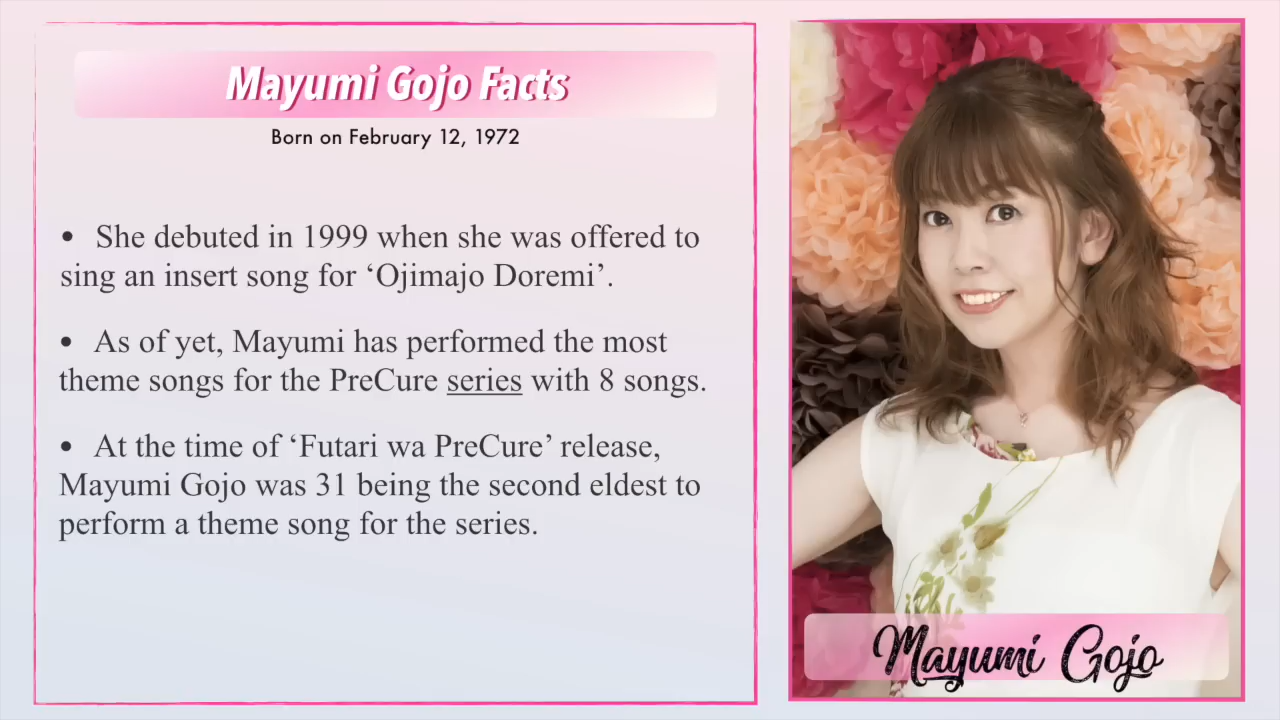 Mayumi Gojo Facts
Born on February 12, 1972
• She debuted in 1999 when she was offered to
sing an insert song for ‘Ojimajo Doremi’.
• As of yet, Mayumi has performed the most
theme songs for the PreCure series with 8 songs.
• At the time of ‘Futari wa PreCure’ release,
Mayumi Gojo was 31 being the second eldest to
perform a theme song for the series.
Mayumi Gojo